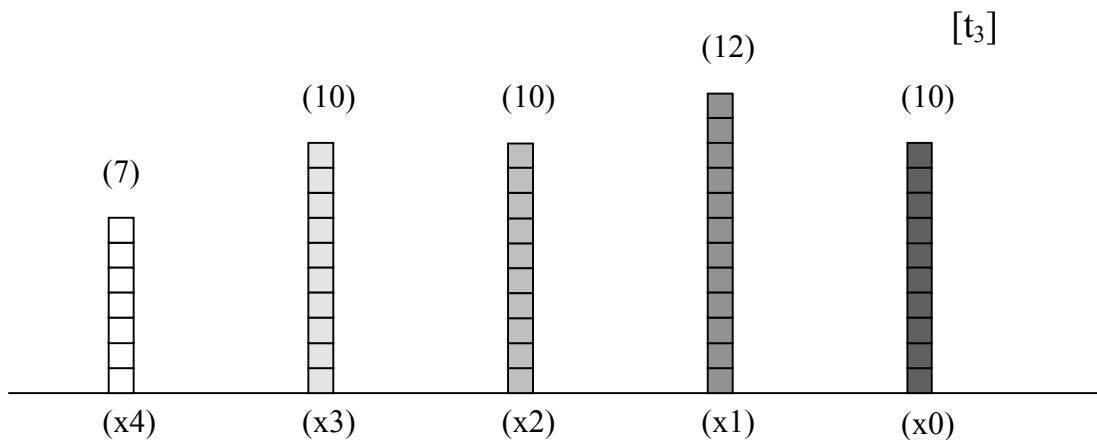 [t₃]
(12)
(10) (10) (10)
(7)
(x4) (x3) (x2) (x1) (x0)